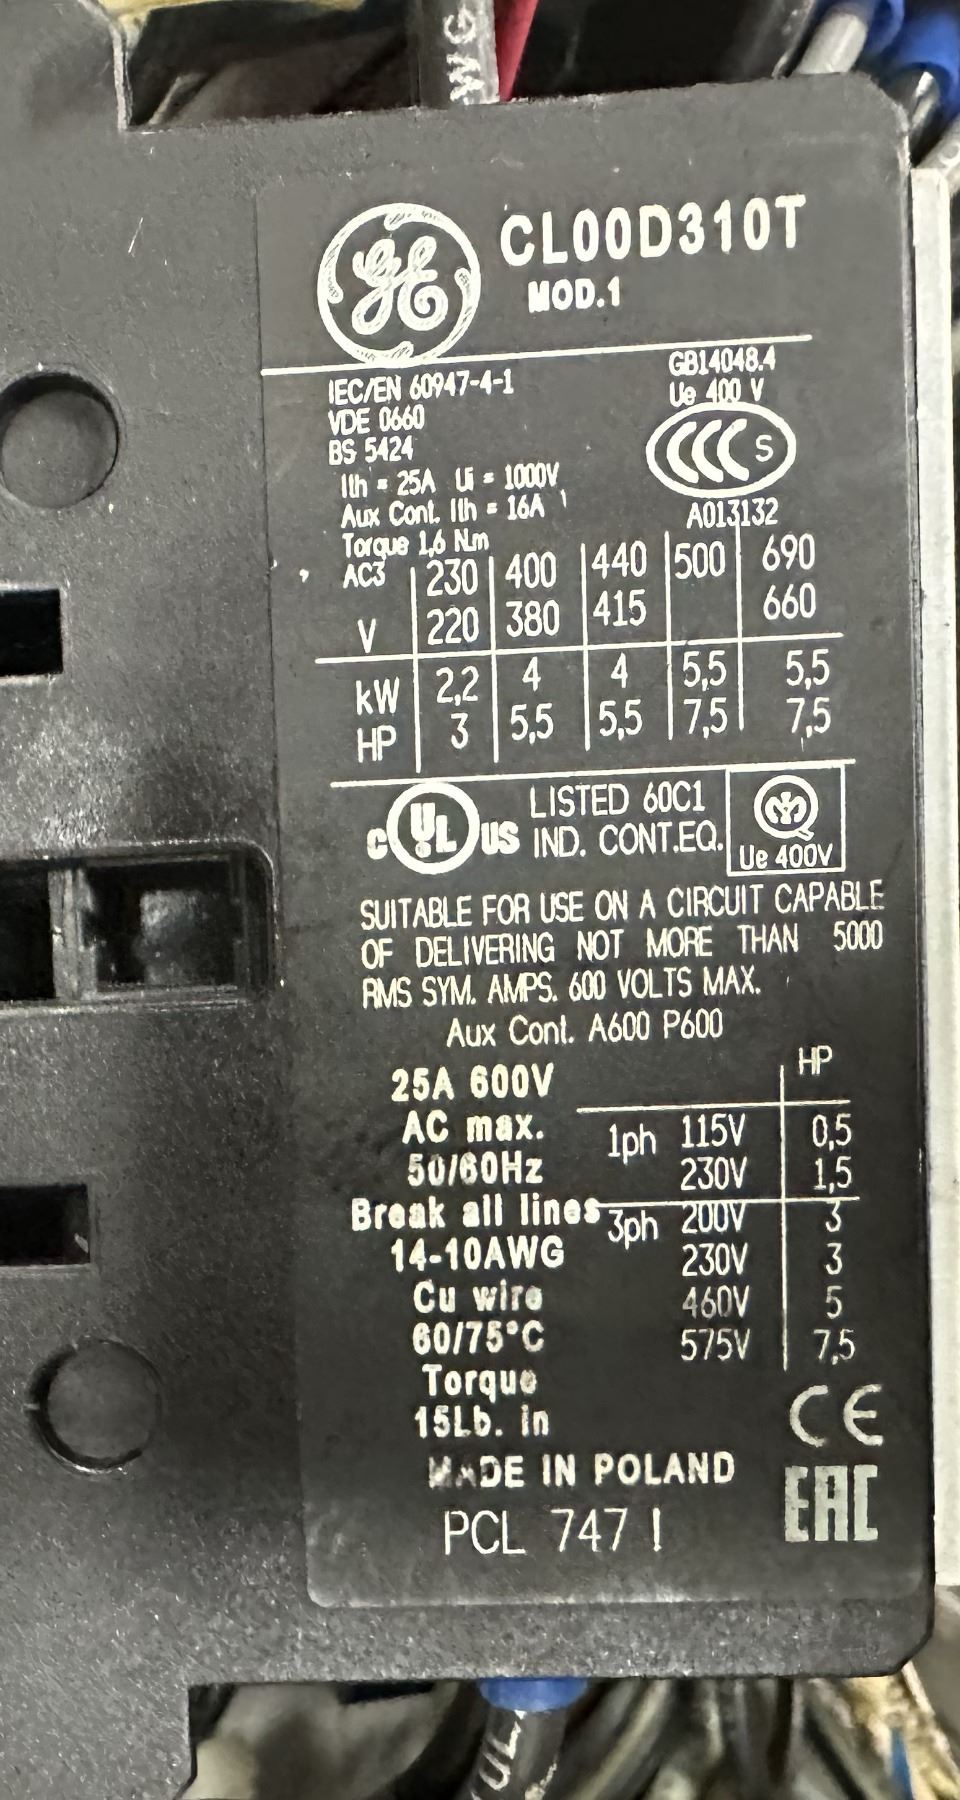 WG
GE
CL00D310T
MOD.1
IEC/EN 60947-4-1
VDE 0660
BS 5424
GB14048.4
Ue 400 V
CCC S
A013132
Ith = 25A Ui = 1000V
Aux Cont. Ith = 16A
Torque 1,6 N.m
AC3 230 400 440 500 690
V 220 380 415 660
kW 2,2 4 4 5,5 5,5
HP 3 5,5 5,5 7,5 7,5
c UL us LISTED 60C1
IND. CONT.EQ.
Ue 400V
SUITABLE FOR USE ON A CIRCUIT CAPABLE
OF DELIVERING NOT MORE THAN 5000
RMS SYM. AMPS. 600 VOLTS MAX.
Aux Cont. A600 P600
25A 600V
AC max.
50/60Hz
Break all lines
14-10AWG
Cu wire
60/75°C
Torque
15Lb. in
HP
1ph 115V 0,5
230V 1,5
3ph 200V 3
230V 3
460V 5
575V 7,5
CE
MADE IN POLAND
EAC
PCL 747 I
UL